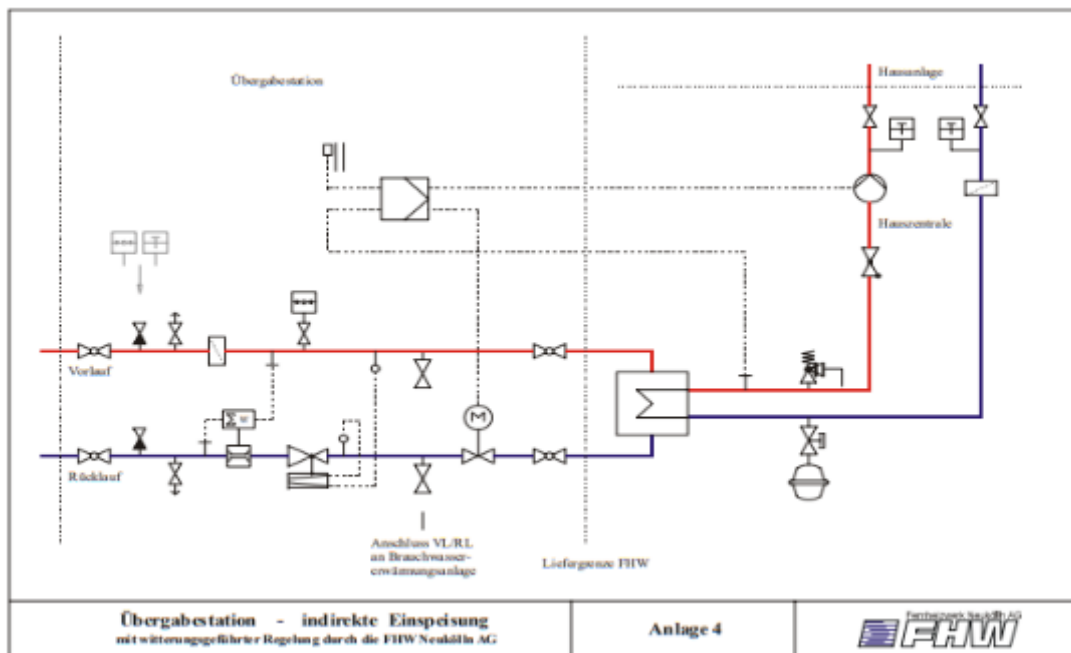 Übergabestation
Hausanlage
T
T
Hauszentrale
T
Vorlauf
Σ
M
Rücklauf
Anschluss VL/RL
an Brauchwasser-
erwärmungsanlage
Liefergrenze FHW
Übergabestation - indirekte Einspeisung
mit witterungsgeführter Regelung durch die FHW Neukölln AG
Anlage 4
Fernheizwerk Neukölln AG
FHW